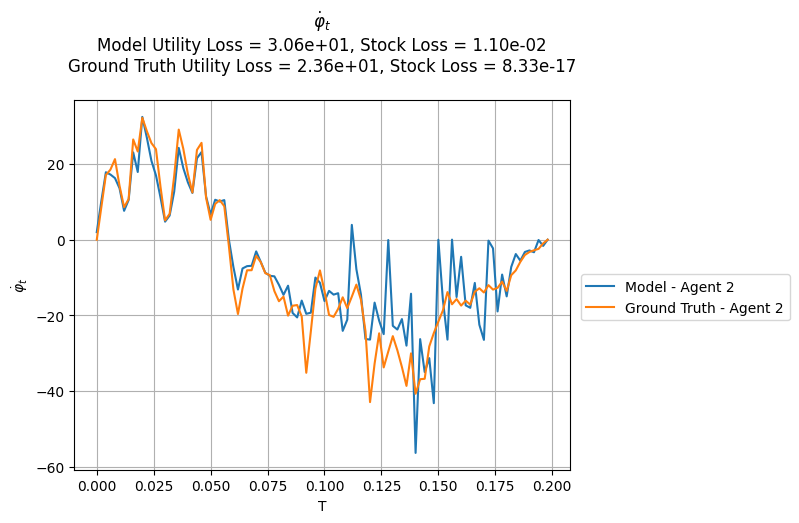 φ̇ₜ
Model Utility Loss = 3.06e+01, Stock Loss = 1.10e-02
Ground Truth Utility Loss = 2.36e+01, Stock Loss = 8.33e-17
20
0
−20
−40
−60
φ̇ₜ
0.000 0.025 0.050 0.075 0.100 0.125 0.150 0.175 0.200
T
Model - Agent 2
Ground Truth - Agent 2